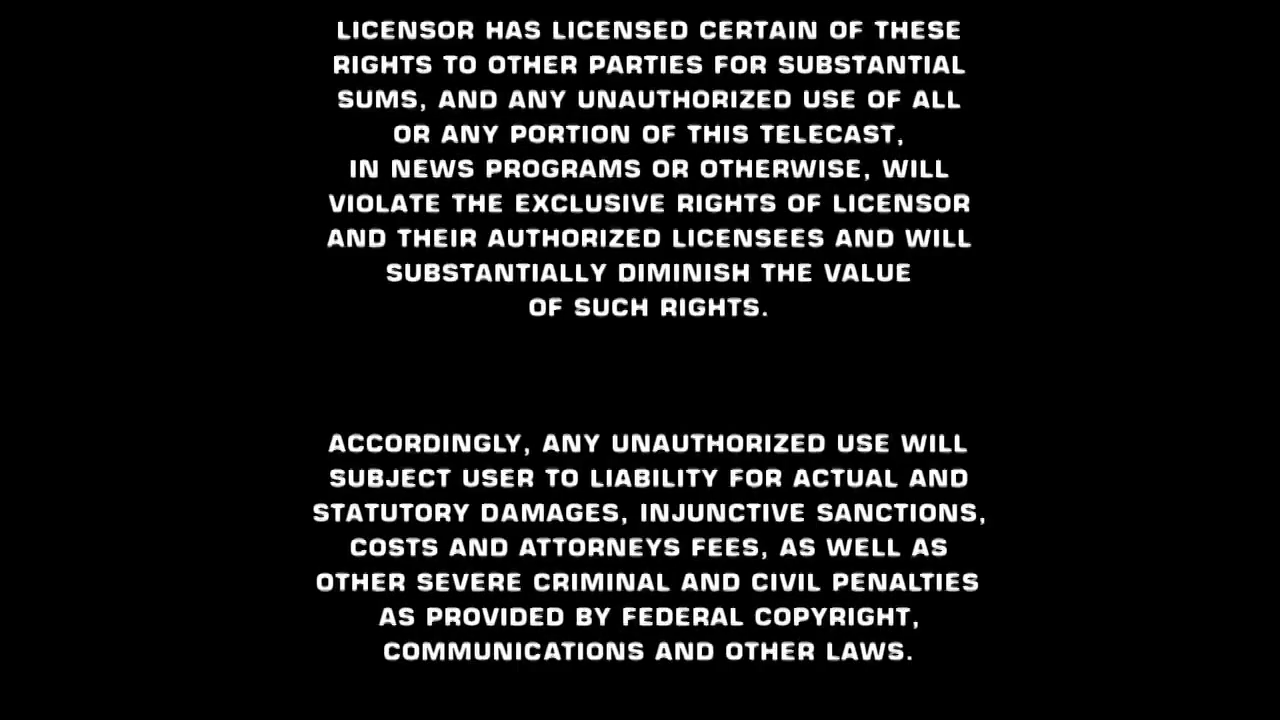 LICENSOR HAS LICENSED CERTAIN OF THESE
RIGHTS TO OTHER PARTIES FOR SUBSTANTIAL
SUMS, AND ANY UNAUTHORIZED USE OF ALL
OR ANY PORTION OF THIS TELECAST,
IN NEWS PROGRAMS OR OTHERWISE, WILL
VIOLATE THE EXCLUSIVE RIGHTS OF LICENSOR
AND THEIR AUTHORIZED LICENSEES AND WILL
SUBSTANTIALLY DIMINISH THE VALUE
OF SUCH RIGHTS.
ACCORDINGLY, ANY UNAUTHORIZED USE WILL
SUBJECT USER TO LIABILITY FOR ACTUAL AND
STATUTORY DAMAGES, INJUNCTIVE SANCTIONS,
COSTS AND ATTORNEYS FEES, AS WELL AS
OTHER SEVERE CRIMINAL AND CIVIL PENALTIES
AS PROVIDED BY FEDERAL COPYRIGHT,
COMMUNICATIONS AND OTHER LAWS.